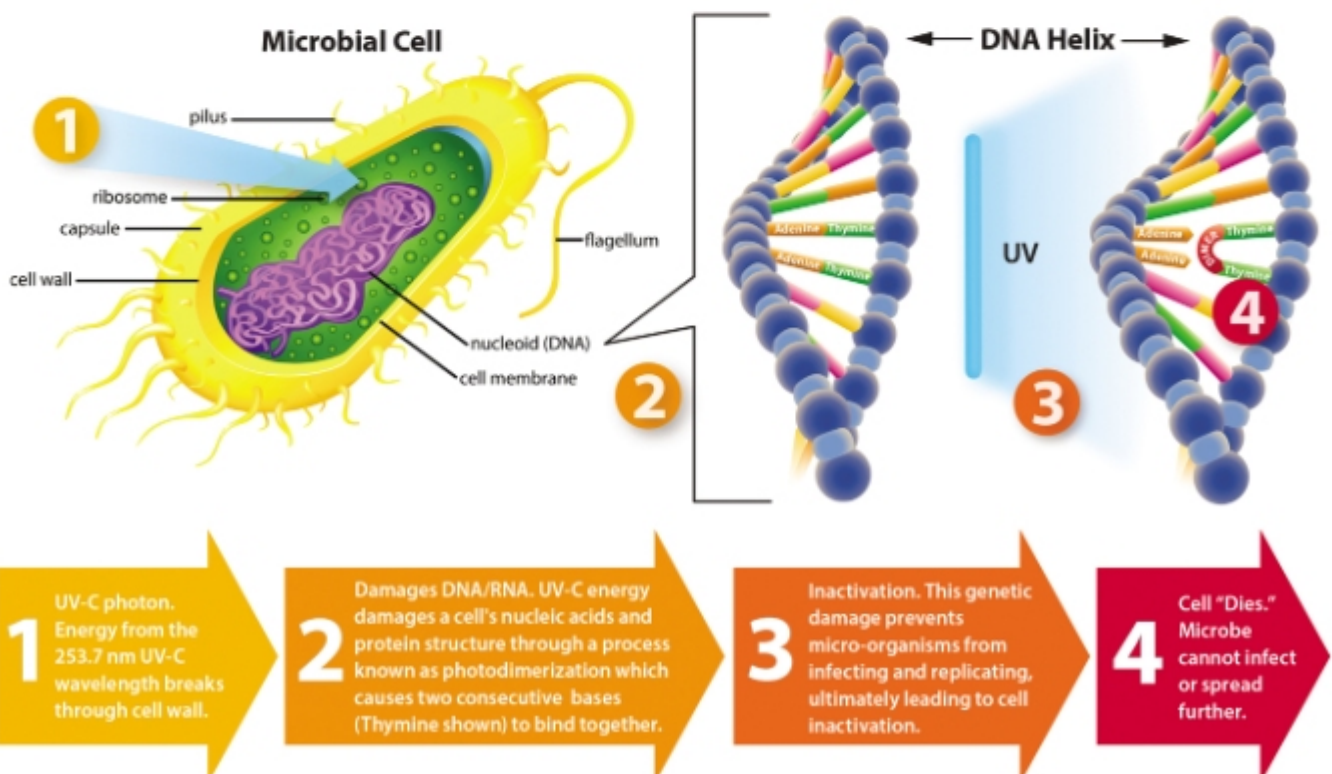 Microbial Cell
1
pilus
ribosome
capsule
cell wall
flagellum
nucleoid (DNA)
cell membrane
2
DNA Helix
Adenine Thymine
Adenine Thymine
UV
3
Adenine Thymine
DIMER
Adenine Thymine
4
1
UV-C photon.
Energy from the
253.7 nm UV-C
wavelength breaks
through cell wall.
2
Damages DNA/RNA. UV-C energy
damages a cell's nucleic acids and
protein structure through a process
known as photodimerization which
causes two consecutive bases
(Thymine shown) to bind together.
3
Inactivation. This genetic
damage prevents
micro-organisms from
infecting and replicating,
ultimately leading to cell
inactivation.
4
Cell "Dies."
Microbe
cannot infect
or spread
further.